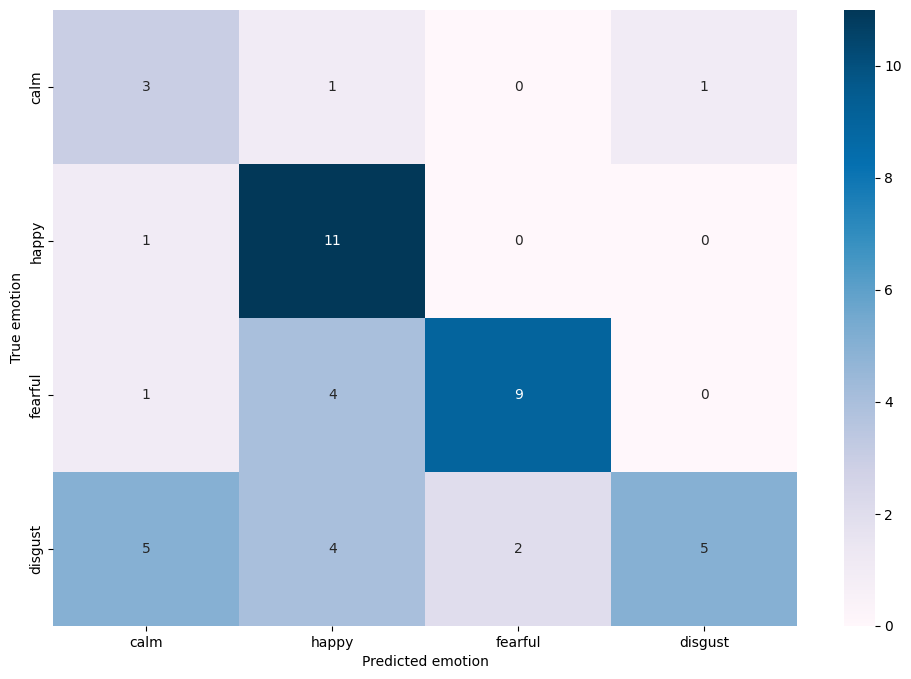 calm 3 1 0 1
happy 1 11 0 0
fearful 1 4 9 0
disgust 5 4 2 5
calm happy fearful disgust
Predicted emotion
True emotion
10
8
6
4
2
0